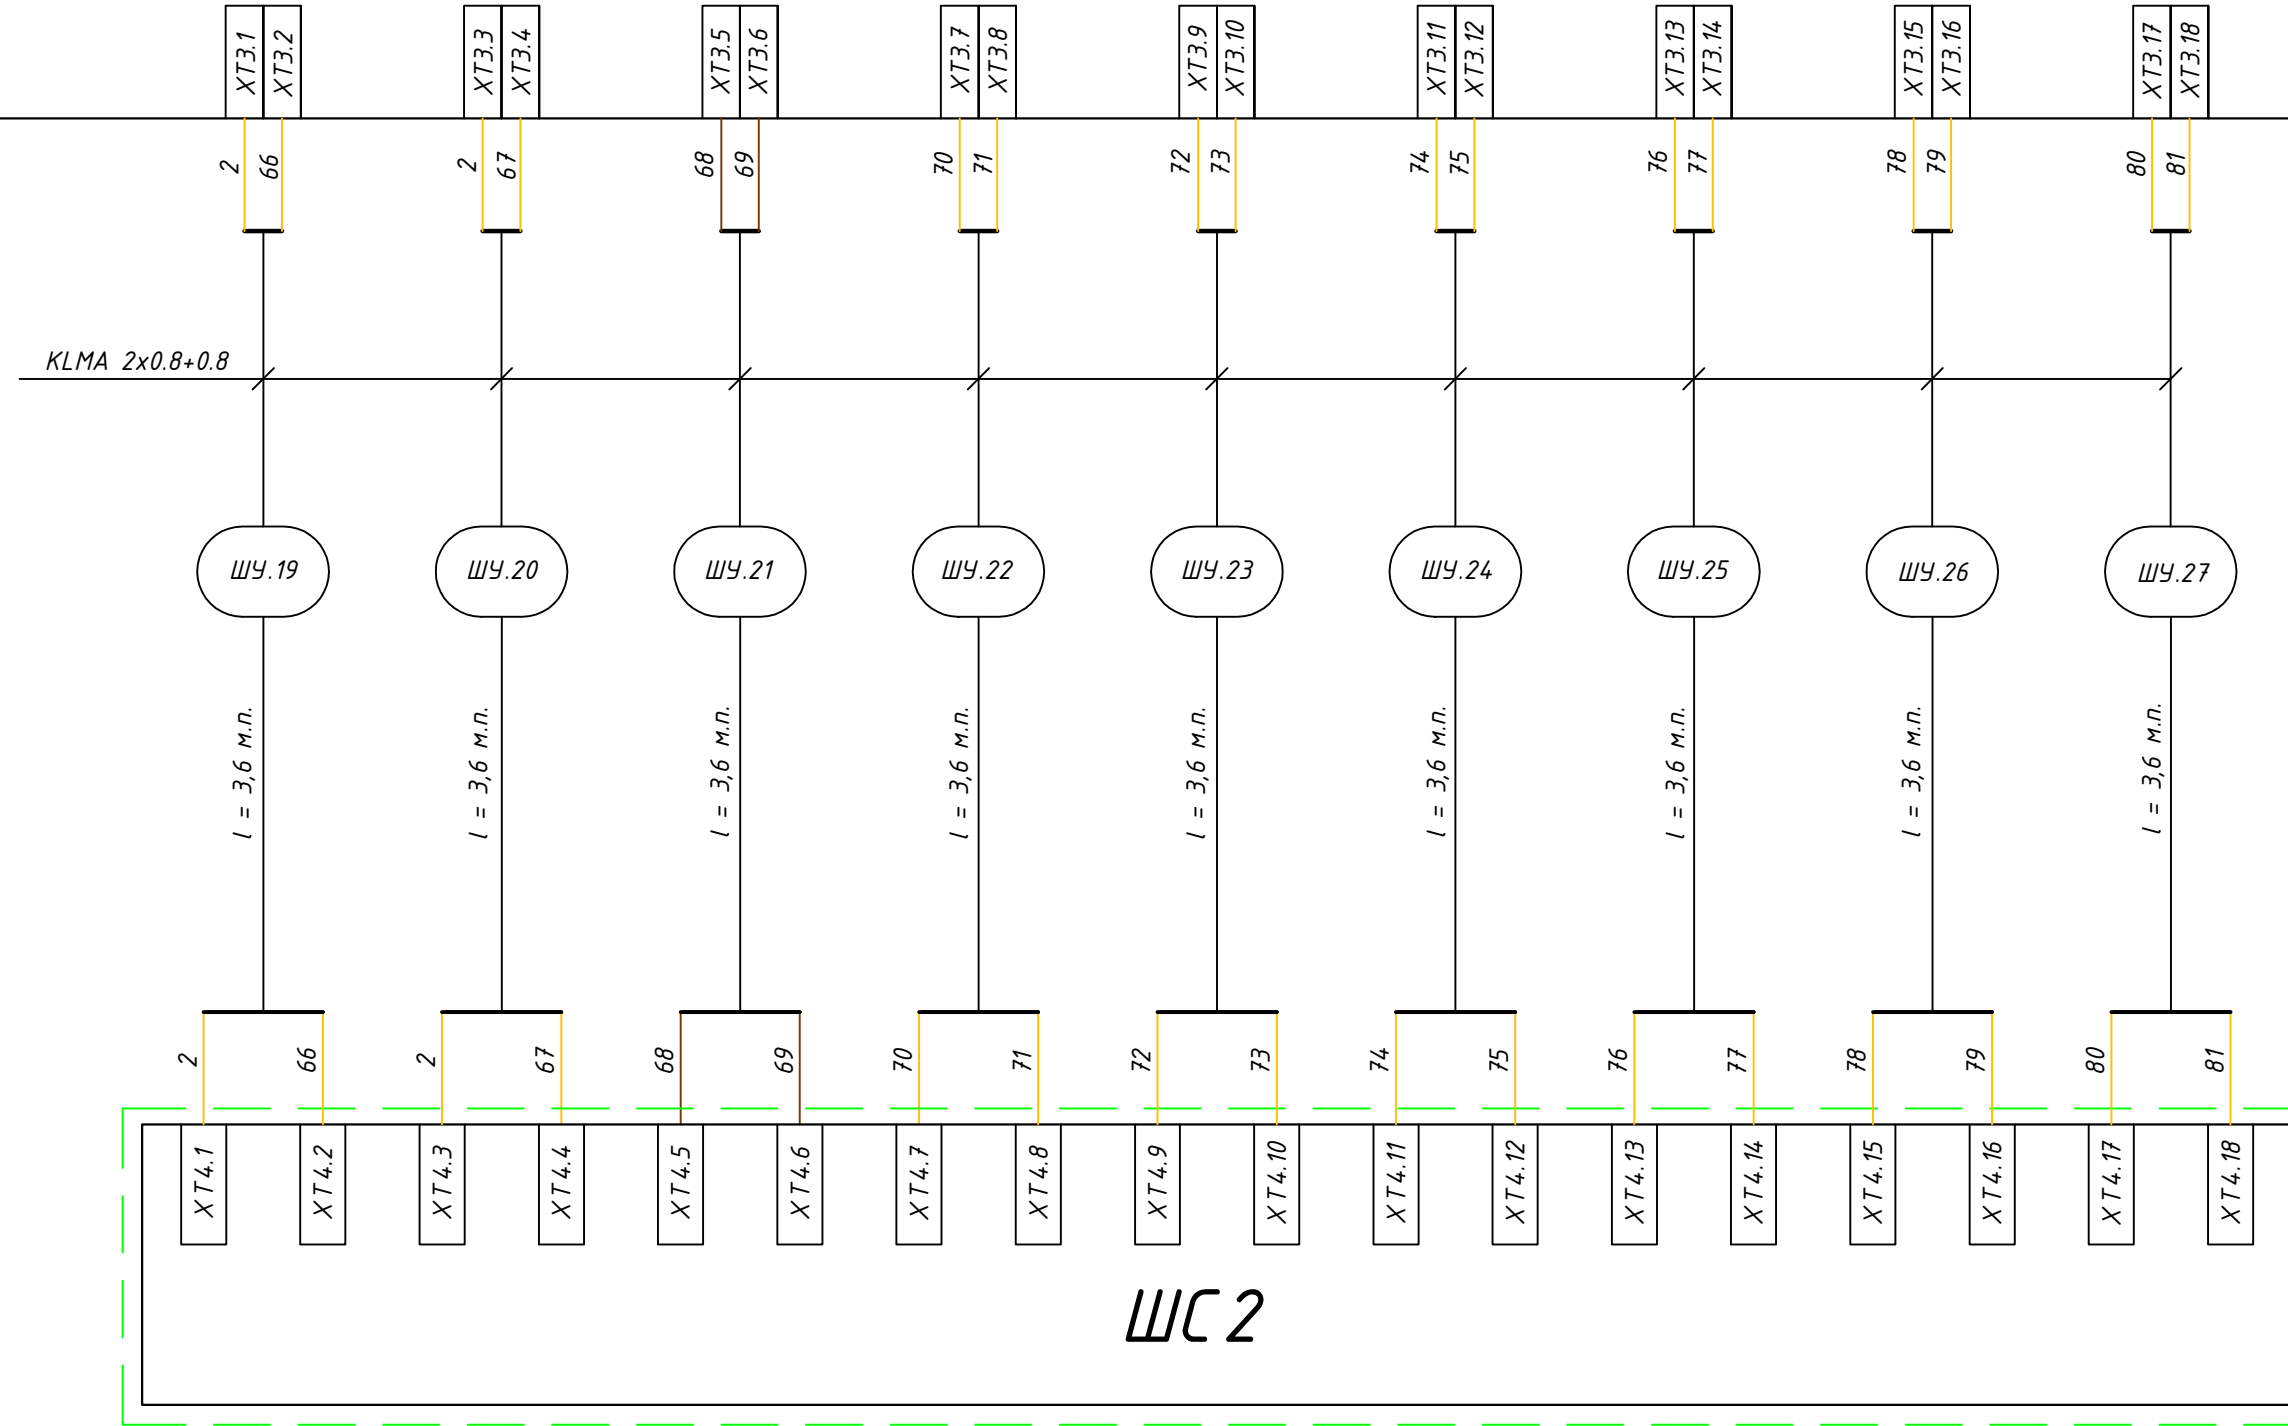 XT3.1
XT3.2
XT3.3
XT3.4
XT3.5
XT3.6
XT3.7
XT3.8
XT3.9
XT3.10
XT3.11
XT3.12
XT3.13
XT3.14
XT3.15
XT3.16
XT3.17
XT3.18
2
66
2
67
68
69
70
71
72
73
74
75
76
77
78
79
80
81
KLMA 2x0.8+0.8
ШУ.19
ШУ.20
ШУ.21
ШУ.22
ШУ.23
ШУ.24
ШУ.25
ШУ.26
ШУ.27
l = 3,6 м.п.
l = 3,6 м.п.
l = 3,6 м.п.
l = 3,6 м.п.
l = 3,6 м.п.
l = 3,6 м.п.
l = 3,6 м.п.
l = 3,6 м.п.
l = 3,6 м.п.
2
66
2
67
68
69
70
71
72
73
74
75
76
77
78
79
80
81
XT4.1
XT4.2
XT4.3
XT4.4
XT4.5
XT4.6
XT4.7
XT4.8
XT4.9
XT4.10
XT4.11
XT4.12
XT4.13
XT4.14
XT4.15
XT4.16
XT4.17
XT4.18
ШС 2